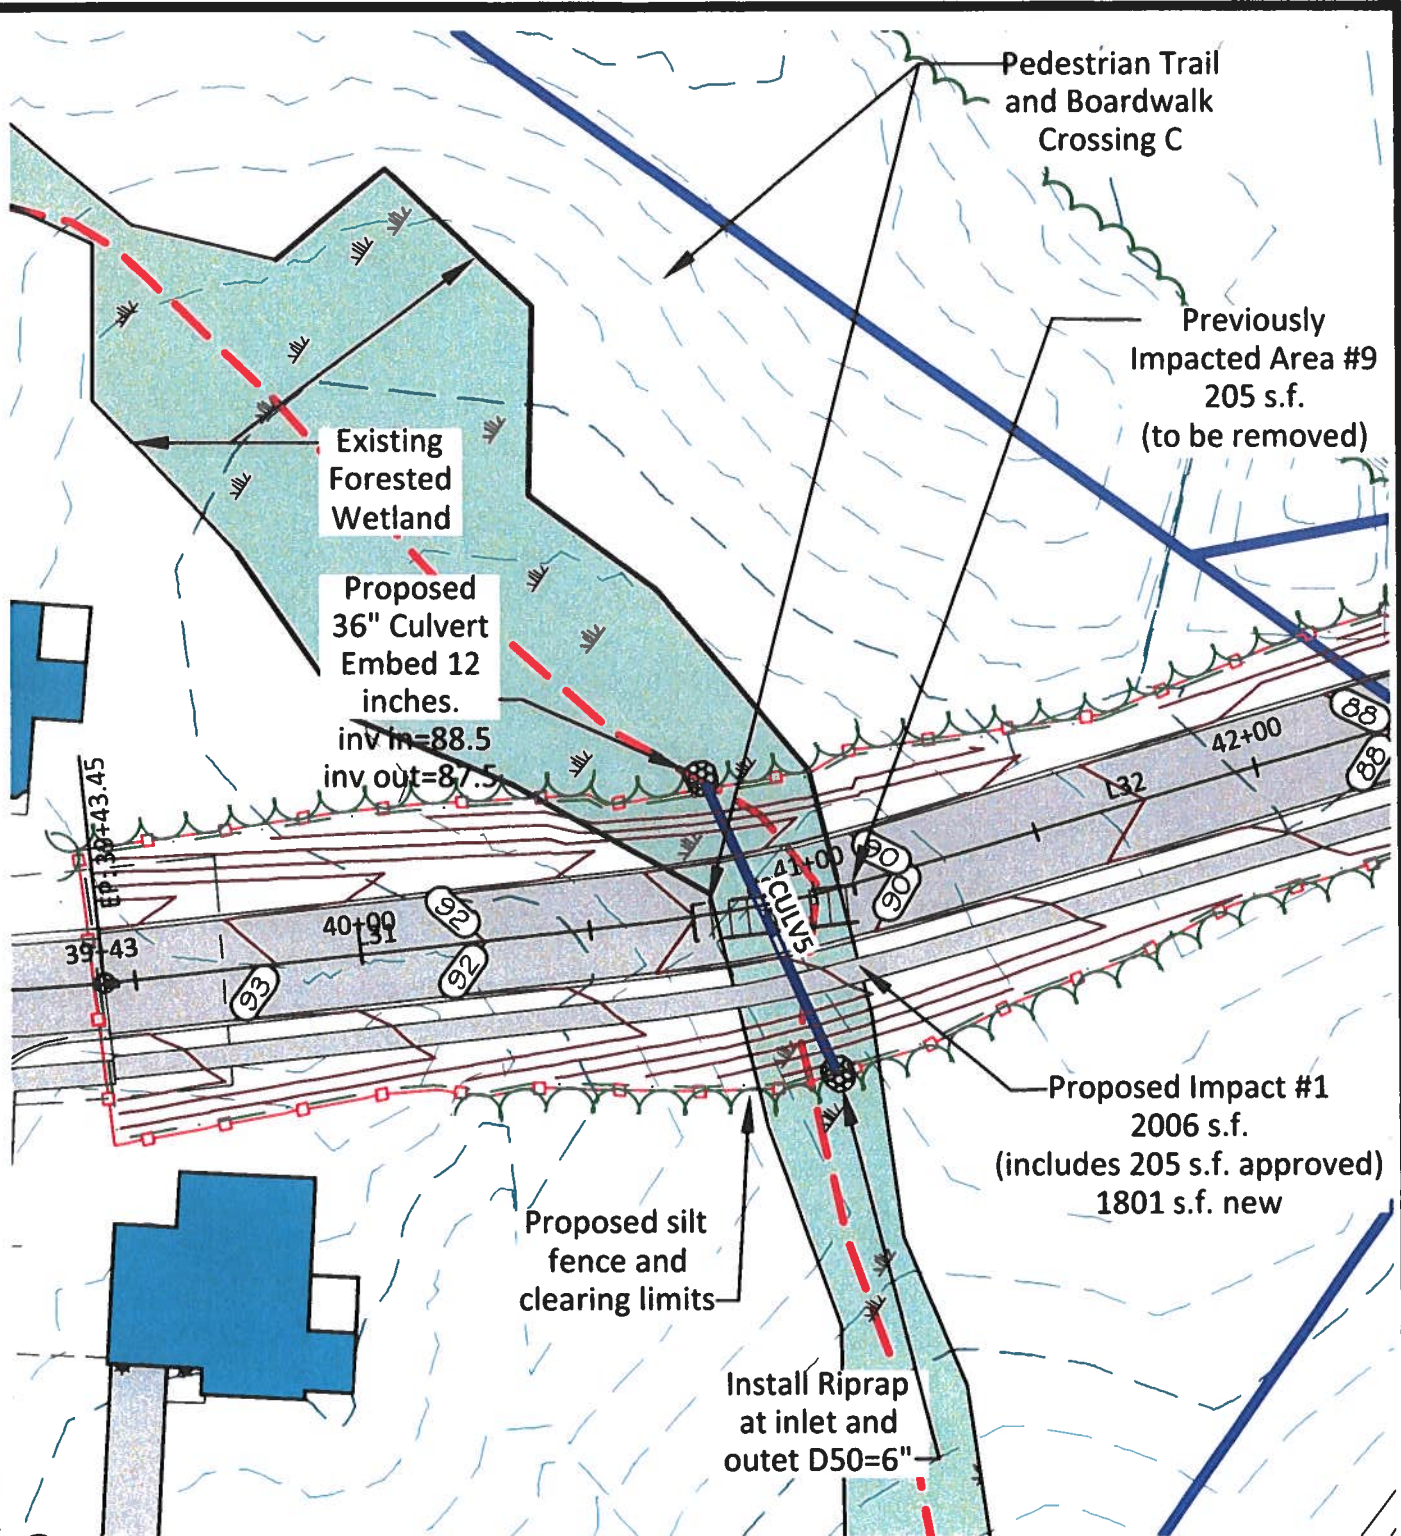 Pedestrian Trail
and Boardwalk
Crossing C
Previously
Impacted Area #9
205 s.f.
(to be removed)
Existing
Forested
Wetland
Proposed
36" Culvert
Embed 12
inches.
inv in=88.5
inv out=87.5
EP: 39+43.45
39+43
40+00
L31
41+00
CULV5
L32
42+00
88
88
90
90
92
92
93
Proposed Impact #1
2006 s.f.
(includes 205 s.f. approved)
1801 s.f. new
Proposed silt
fence and
clearing limits
Install Riprap
at inlet and
outet D50=6"